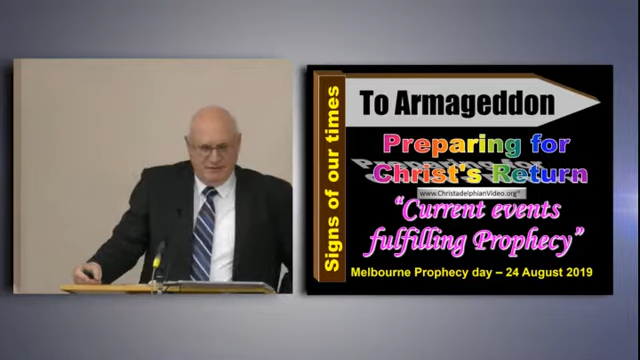 Signs of our times
To Armageddon
Preparing for
Christ's Return
www.ChristadelphianVideo.org
"Current events
fulfilling Prophecy"
Melbourne Prophecy day – 24 August 2019